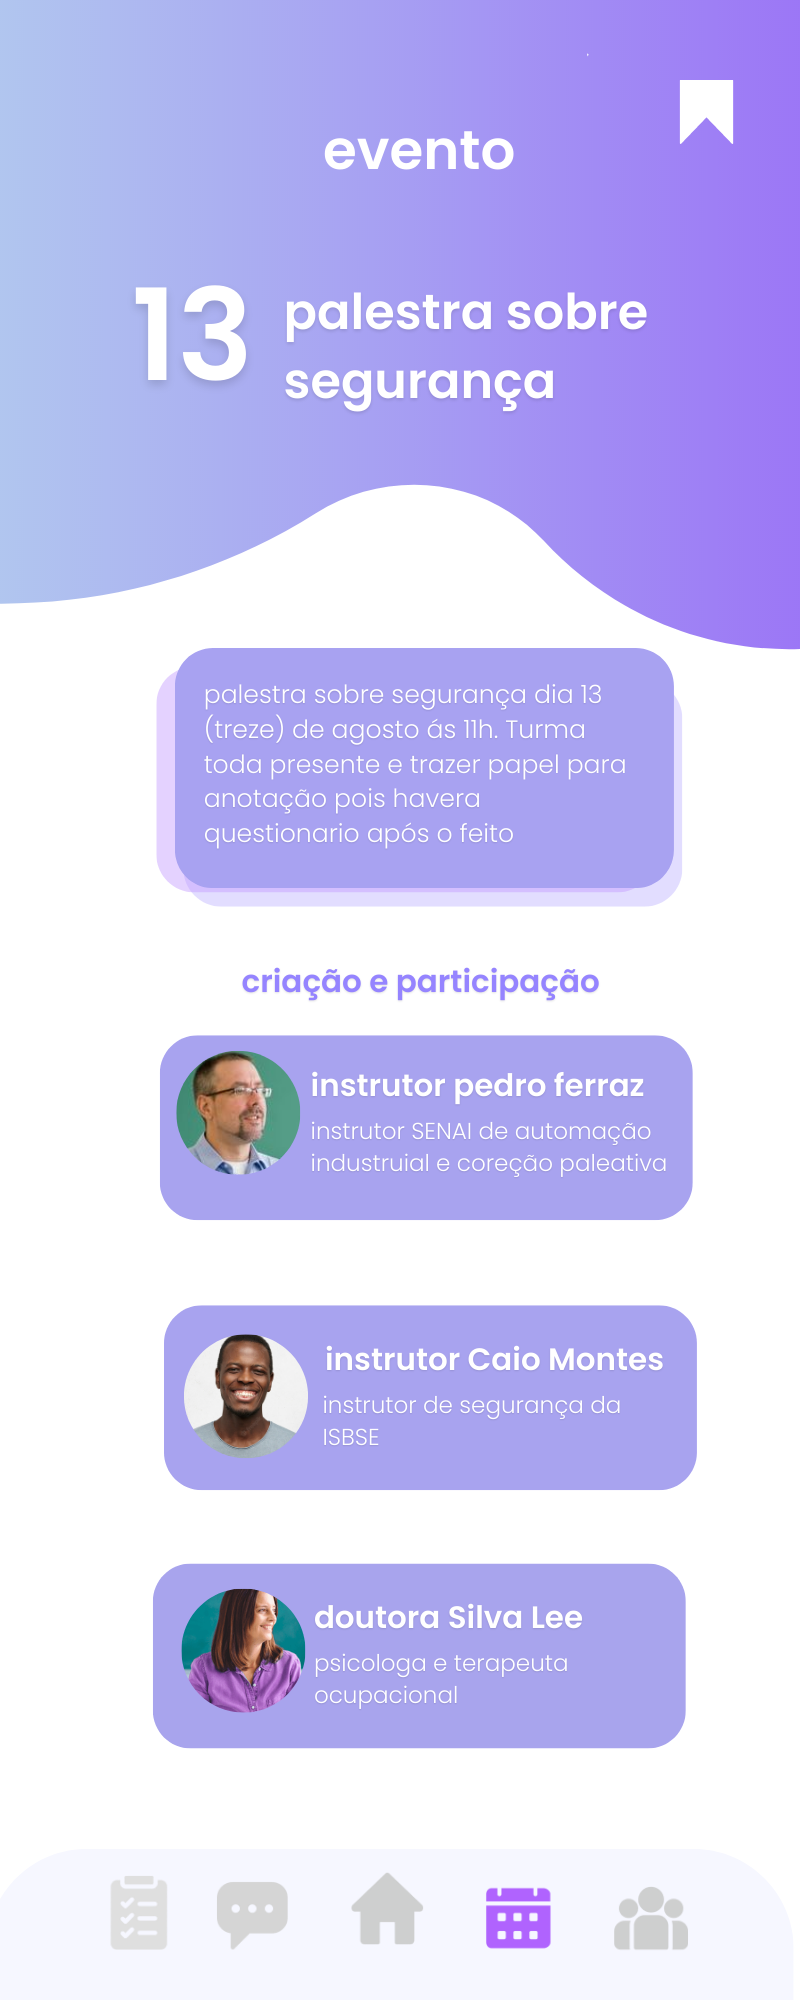 evento
13
palestra sobre
segurança
palestra sobre segurança dia 13
(treze) de agosto ás 11h. Turma
toda presente e trazer papel para
anotação pois havera
questionario após o feito
criação e participação
instrutor pedro ferraz
instrutor SENAI de automação
industruial e coreção paleativa
instrutor Caio Montes
instrutor de segurança da
ISBSE
doutora Silva Lee
psicologa e terapeuta
ocupacional